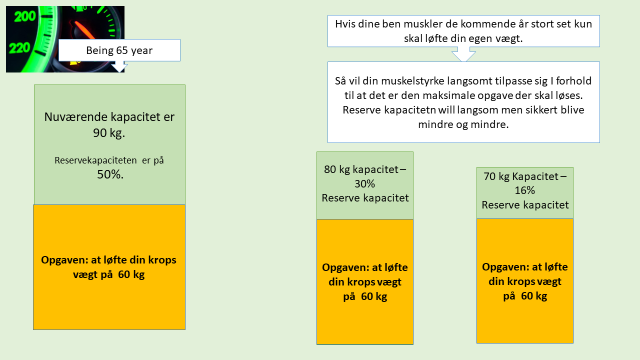 200
220
Being 65 year
Nuværende kapacitet er
90 kg.
Reservekapaciteten er på
50%.
Opgaven: at løfte din krops
vægt på 60 kg
Hvis dine ben muskler de kommende år stort set kun
skal løfte din egen vægt.
Så vil din muskelstyrke langsomt tilpasse sig I forhold
til at det er den maksimale opgave der skal løses.
Reserve kapacitetn will langsom men sikkert blive
mindre og mindre.
80 kg kapacitet –
30%
Reserve kapacitet
Opgaven: at løfte
din krops vægt
på 60 kg
70 kg Kapacitet –
16%
Reserve kapacitet
Opgaven: at løfte
din krops vægt
på 60 kg